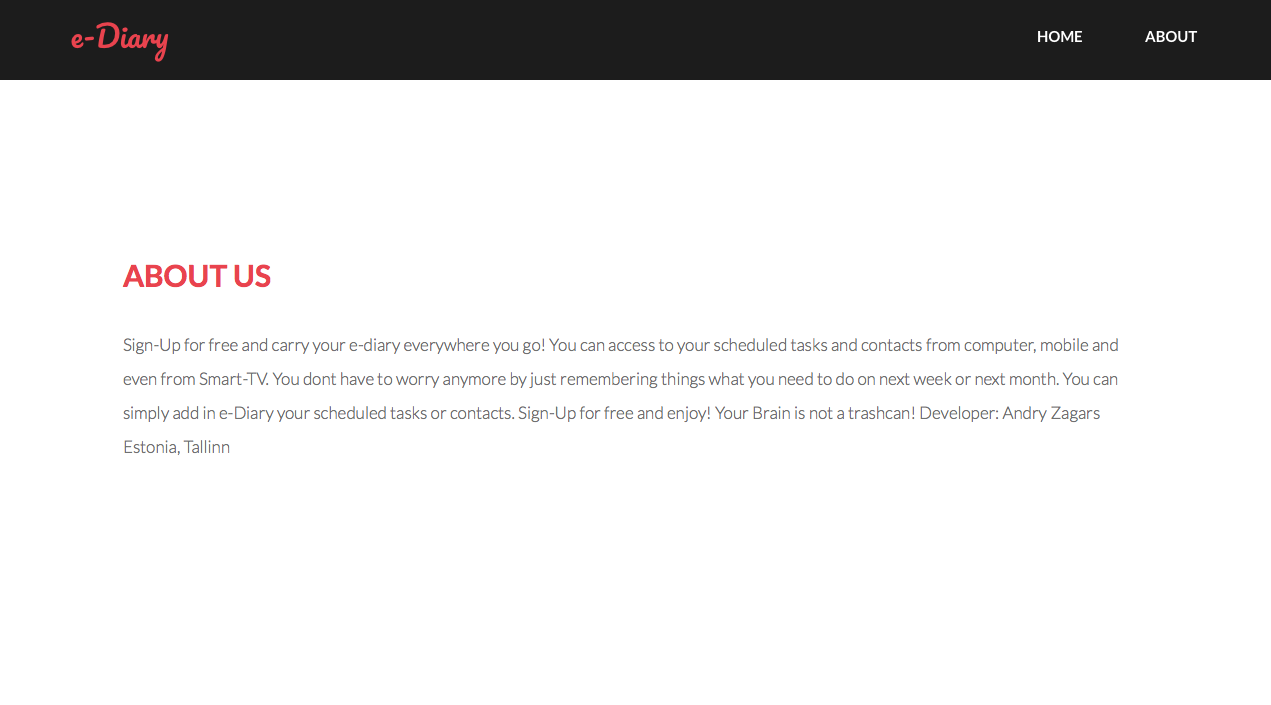 e-Diary
HOME
ABOUT
ABOUT US
Sign-Up for free and carry your e-diary everywhere you go! You can access to your scheduled tasks and contacts from computer, mobile and
even from Smart-TV. You dont have to worry anymore by just remembering things what you need to do on next week or next month. You can
simply add in e-Diary your scheduled tasks or contacts. Sign-Up for free and enjoy! Your Brain is not a trashcan! Developer: Andry Zagars
Estonia, Tallinn